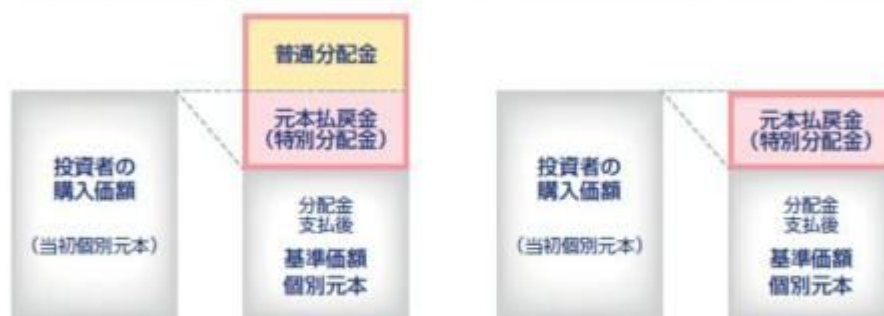 普通分配金
元本払戻金
(特別分配金)
投資者の
購入価額
(当初個別元本)
分配金
支払後
基準価額
個別元本
元本払戻金
(特別分配金)
投資者の
購入価額
(当初個別元本)
分配金
支払後
基準価額
個別元本